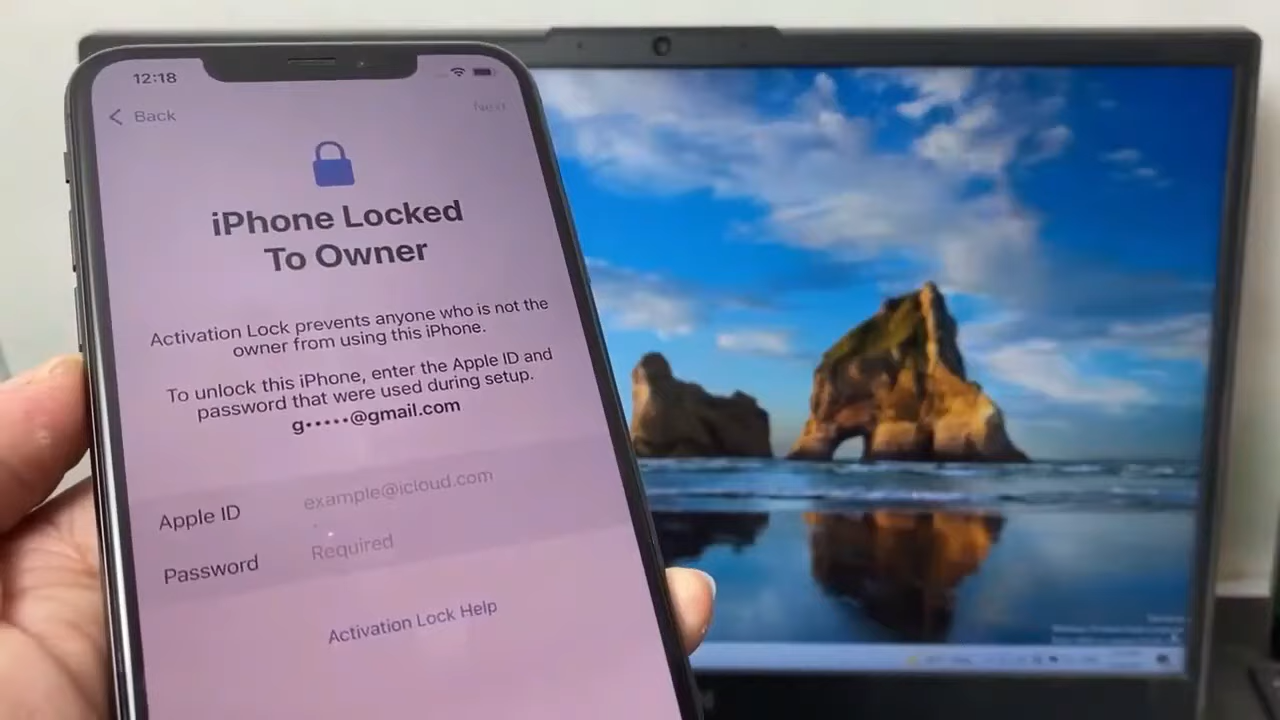 12:18
Back
Next
iPhone Locked
To Owner
Activation Lock prevents anyone who is not the
owner from using this iPhone.
To unlock this iPhone, enter the Apple ID and
password that were used during setup.
g•••••@gmail.com
Apple ID example@icloud.com
Password Required
Activation Lock Help